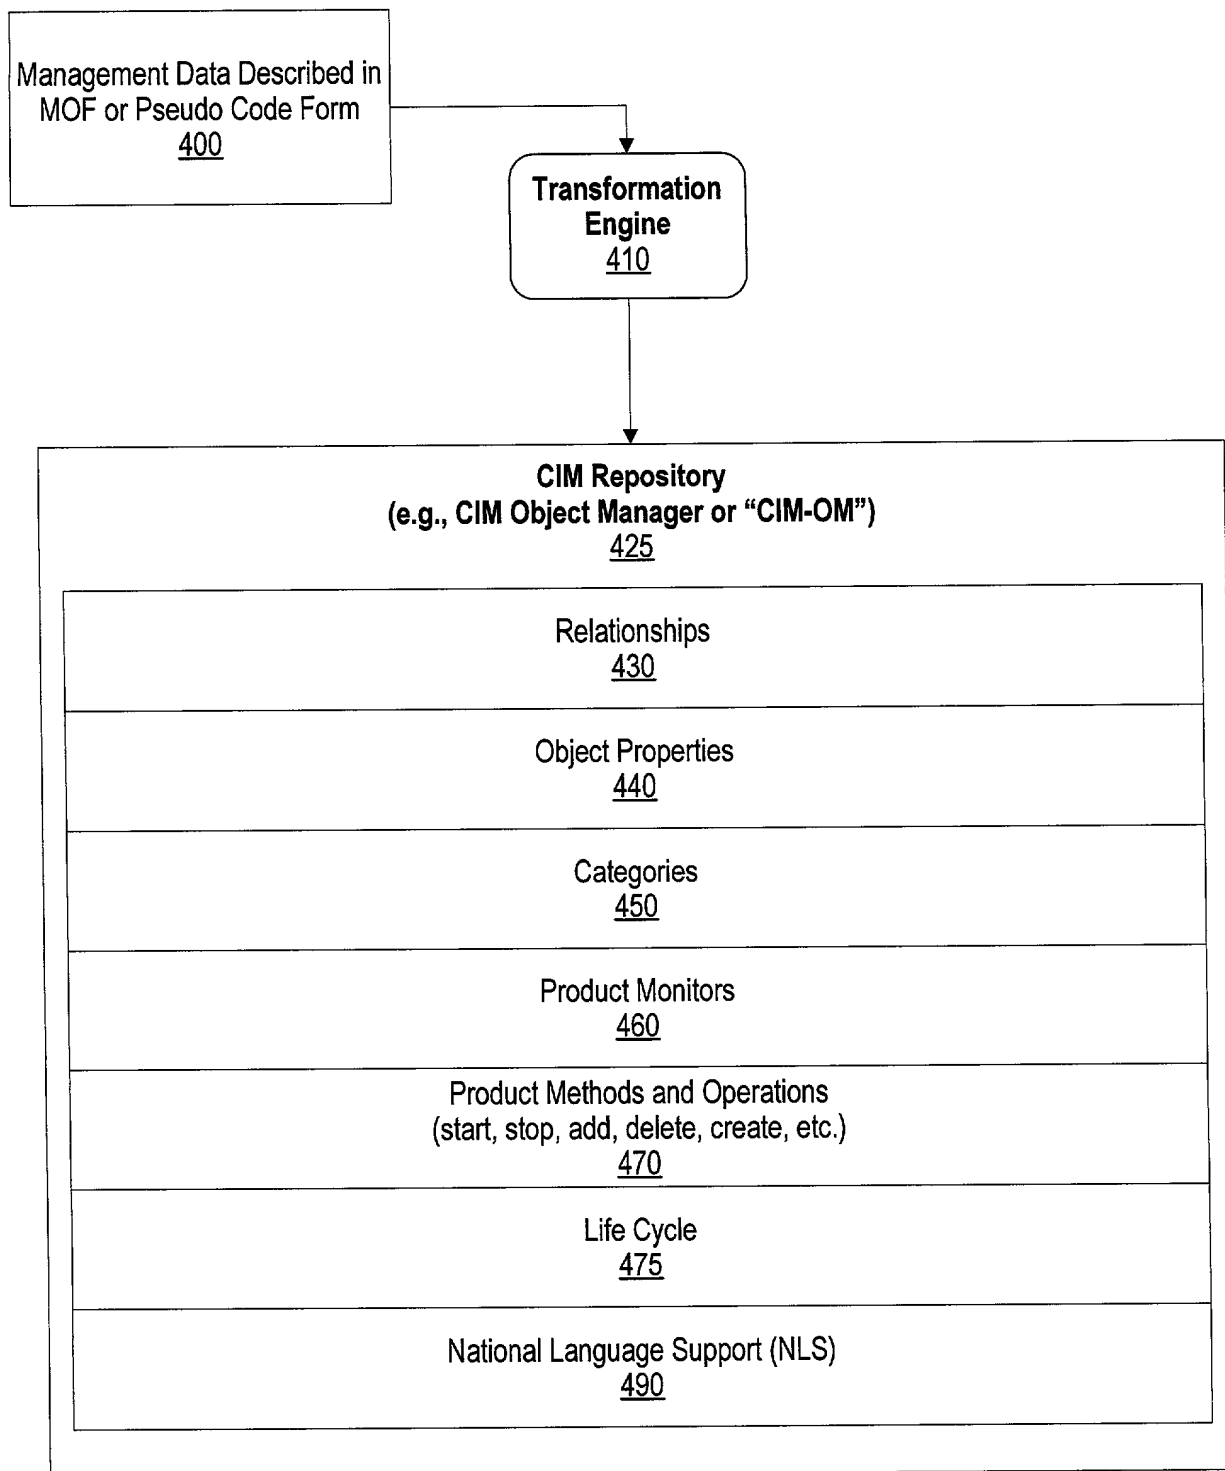 Management Data Described in
MOF or Pseudo Code Form
400
Transformation
Engine
410
CIM Repository
(e.g., CIM Object Manager or “CIM-OM”)
425
Relationships
430
Object Properties
440
Categories
450
Product Monitors
460
Product Methods and Operations
(start, stop, add, delete, create, etc.)
470
Life Cycle
475
National Language Support (NLS)
490